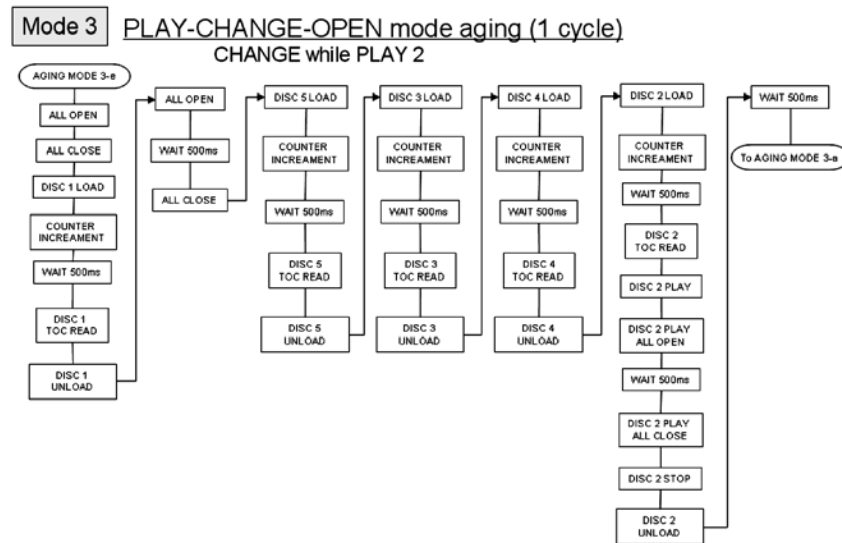 Mode 3
PLAY-CHANGE-OPEN mode aging (1 cycle)
CHANGE while PLAY 2
AGING MODE 3-e
ALL OPEN
ALL CLOSE
DISC 1 LOAD
COUNTER
INCREAMENT
WAIT 500ms
DISC 1
TOC READ
DISC 1
UNLOAD
ALL OPEN
WAIT 500ms
ALL CLOSE
DISC 5 LOAD
COUNTER
INCREAMENT
WAIT 500ms
DISC 5
TOC READ
DISC 5
UNLOAD
DISC 3 LOAD
COUNTER
INCREAMENT
WAIT 500ms
DISC 3
TOC READ
DISC 3
UNLOAD
DISC 4 LOAD
COUNTER
INCREAMENT
WAIT 500ms
DISC 4
TOC READ
DISC 4
UNLOAD
DISC 2 LOAD
COUNTER
INCREAMENT
WAIT 500ms
DISC 2
TOC READ
DISC 2 PLAY
DISC 2 PLAY
ALL OPEN
WAIT 500ms
DISC 2 PLAY
ALL CLOSE
DISC 2 STOP
DISC 2
UNLOAD
WAIT 500ms
To AGING MODE 3-a